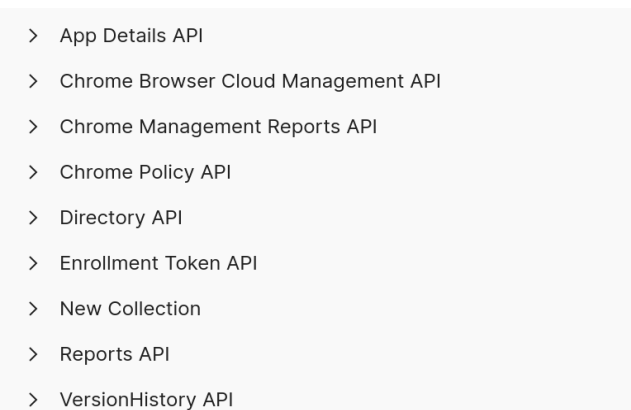 App Details API
Chrome Browser Cloud Management API
Chrome Management Reports API
Chrome Policy API
Directory API
Enrollment Token API
New Collection
Reports API
VersionHistory API